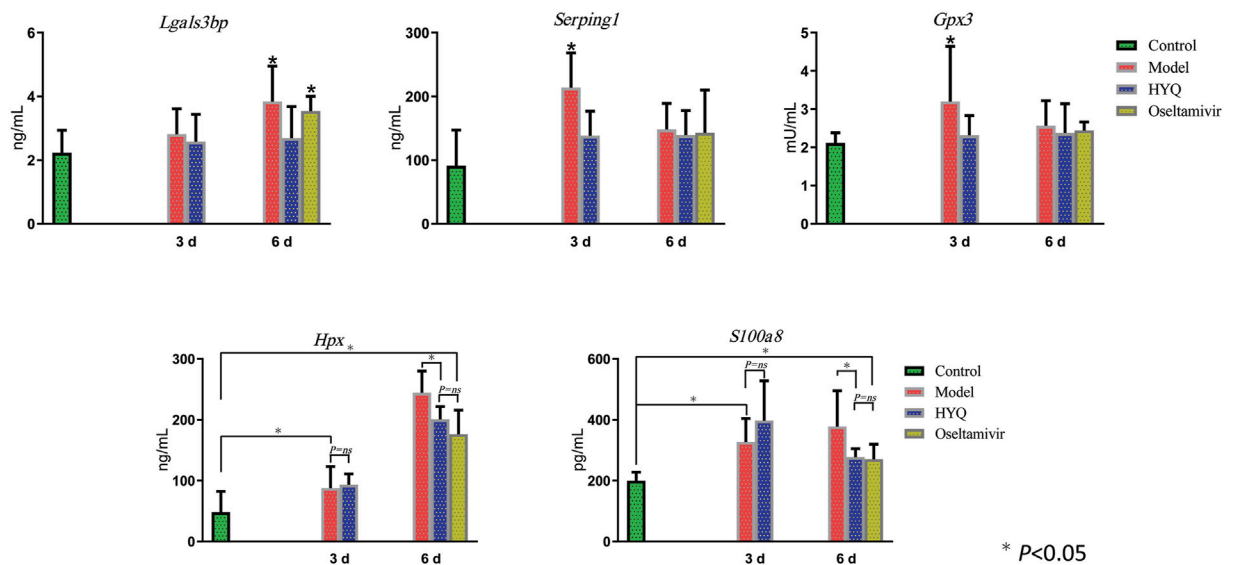 Lgals3bp
ng/mL
6
4
2
0
*
*
3 d
6 d
Serping1
ng/mL
300
200
100
0
*
3 d
6 d
Gpx3
mU/mL
5
4
3
2
1
0
*
3 d
6 d
Control
Model
HYQ
Oseltamivir
Hpx
ng/mL
300
200
100
0
*
*
P=ns
*
P=ns
3 d
6 d
S100a8
pg/mL
600
400
200
0
*
*
P=ns
*
P=ns
3 d
6 d
Control
Model
HYQ
Oseltamivir
* P<0.05